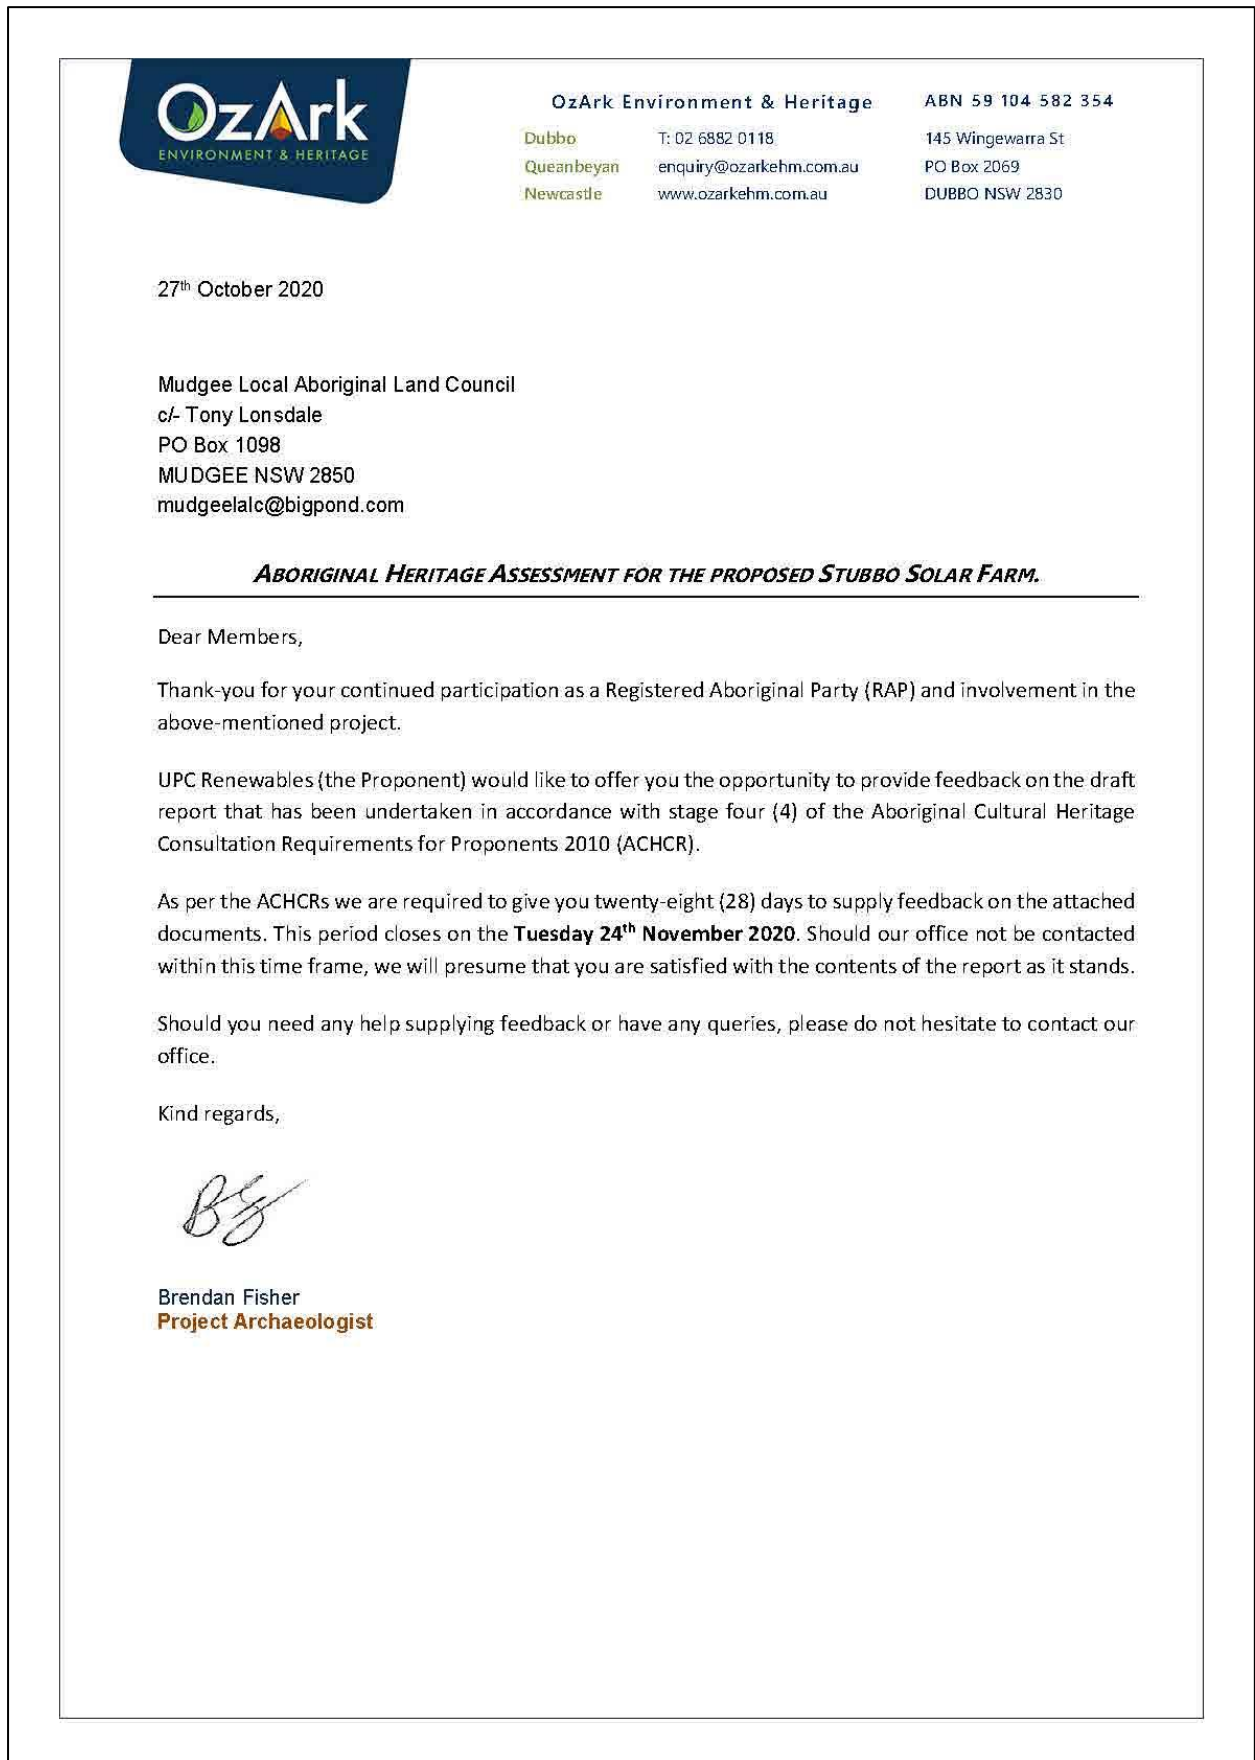 OzArk
ENVIRONMENT & HERITAGE
OzArk Environment & Heritage
ABN 59 104 582 354
Dubbo T: 02 6882 0118 145 Wingewarra St
Queanbeyan enquiry@ozarkehm.com.au PO Box 2069
Newcastle www.ozarkehm.com.au DUBBO NSW 2830
27th October 2020
Mudgee Local Aboriginal Land Council
c/- Tony Lonsdale
PO Box 1098
MUDGEE NSW 2850
mudgeelalc@bigpond.com
ABORIGINAL HERITAGE ASSESSMENT FOR THE PROPOSED STUBBO SOLAR FARM.
Dear Members,
Thank-you for your continued participation as a Registered Aboriginal Party (RAP) and involvement in the
above-mentioned project.
UPC Renewables (the Proponent) would like to offer you the opportunity to provide feedback on the draft
report that has been undertaken in accordance with stage four (4) of the Aboriginal Cultural Heritage
Consultation Requirements for Proponents 2010 (ACHCR).
As per the ACHCRs we are required to give you twenty-eight (28) days to supply feedback on the attached
documents. This period closes on the Tuesday 24th November 2020. Should our office not be contacted
within this time frame, we will presume that you are satisfied with the contents of the report as it stands.
Should you need any help supplying feedback or have any queries, please do not hesitate to contact our
office.
Kind regards,
Brendan Fisher
Project Archaeologist